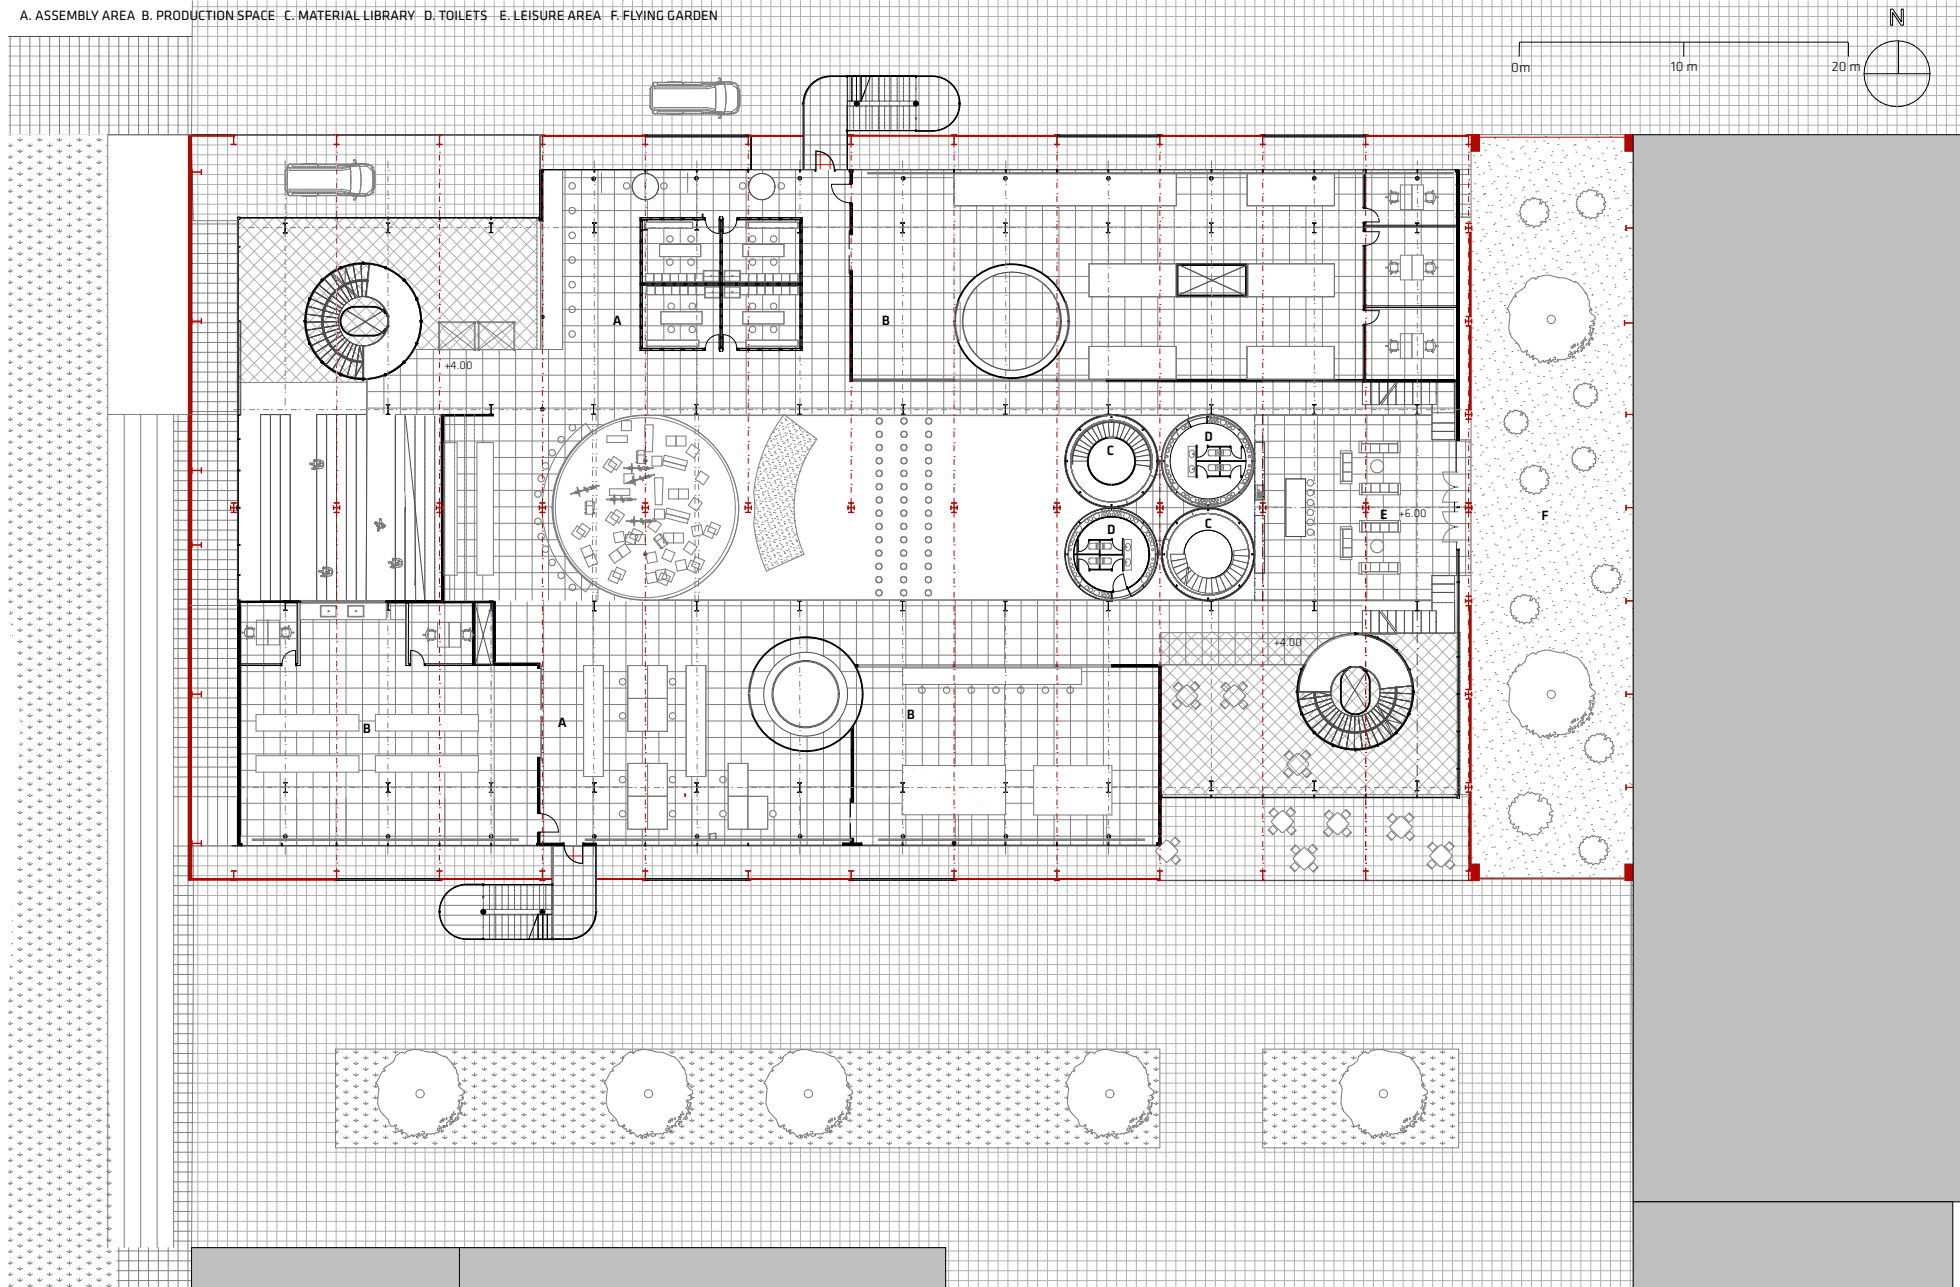 A. ASSEMBLY AREA B. PRODUCTION SPACE C. MATERIAL LIBRARY D. TOILETS E. LEISURE AREA F. FLYING GARDEN
N
0m 10 m 20 m
A
B
+4.00
D
C
E +6.00
F
D
C
+4.00
B
A
B